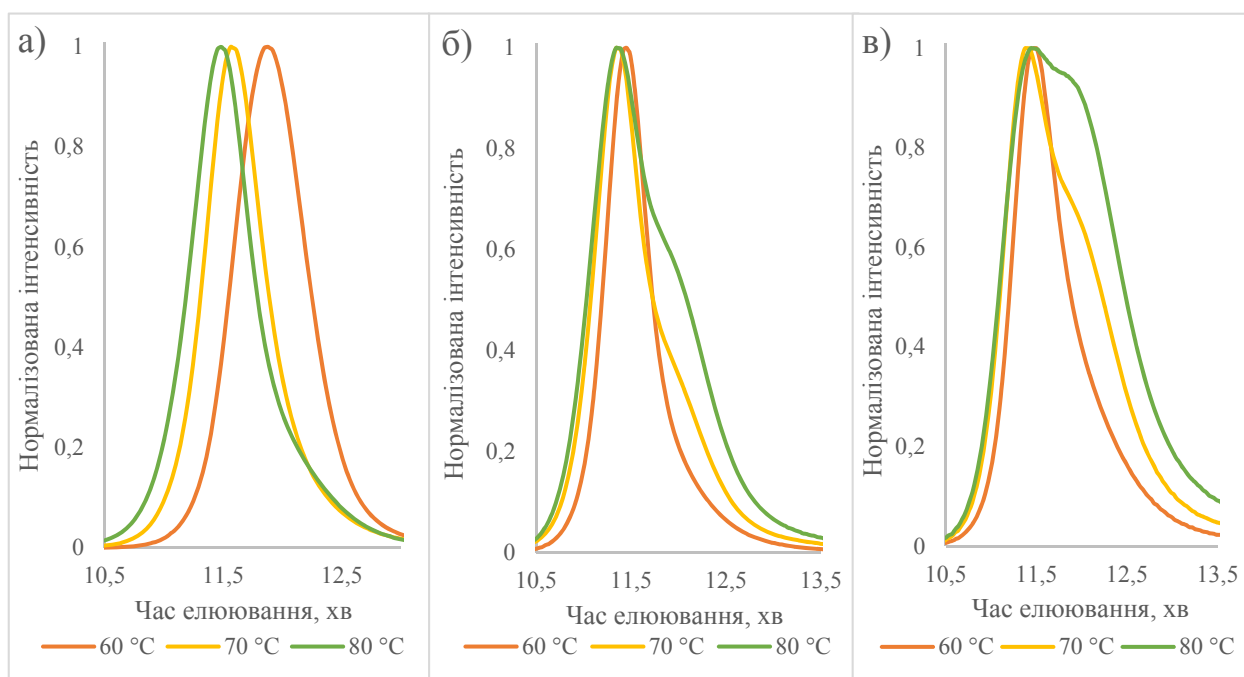 а)
1
0,8
0,6
0,4
0,2
0
Нормалізована інтенсивність
10,5 11,5 12,5
Час елюювання, хв
60 °C 70 °C 80 °C
б)
1
0,8
0,6
0,4
0,2
0
Нормалізована інтенсивність
10,5 11,5 12,5 13,5
Час елюювання, хв
60 °C 70 °C 80 °C
в)
1
0,8
0,6
0,4
0,2
0
Нормалізована інтенсивність
10,5 11,5 12,5 13,5
Час елюювання, хв
60 °C 70 °C 80 °C